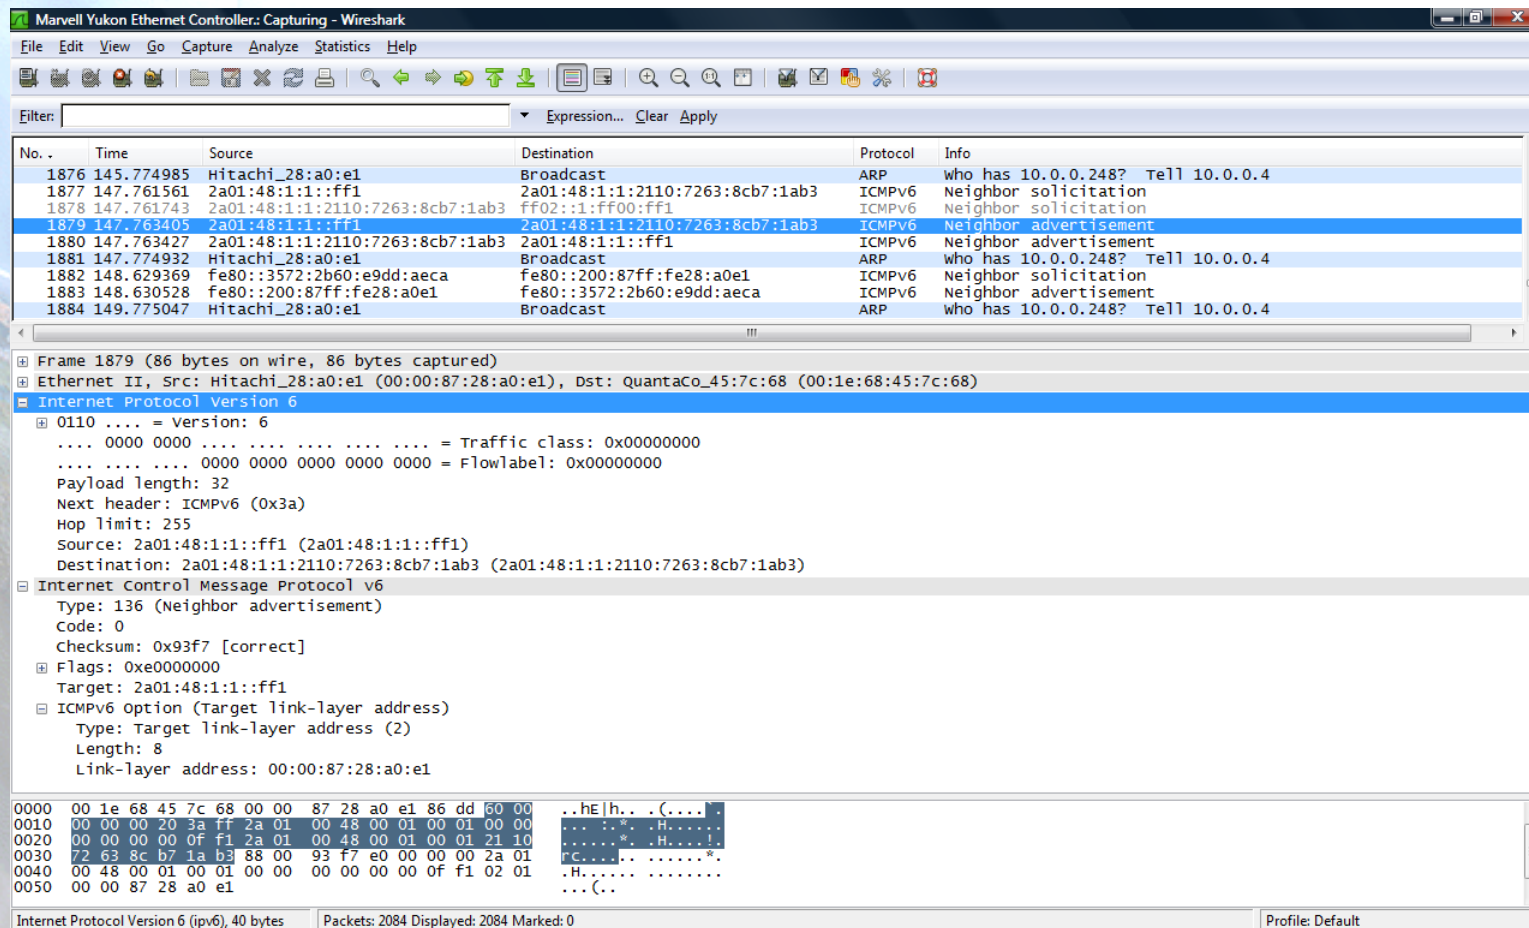 Marvell Yukon Ethernet Controller.: Capturing - Wireshark
File Edit View Go Capture Analyze Statistics Help
Filter: Expression... Clear Apply
No. . Time Source Destination Protocol Info
1876 145.774985 Hitachi_28:a0:e1 Broadcast ARP Who has 10.0.0.248? Tell 10.0.0.4
1877 147.761561 2a01:48:1:1::ff1 2a01:48:1:1:2110:7263:8cb7:1ab3 ICMPv6 Neighbor solicitation
1878 147.761743 2a01:48:1:1:2110:7263:8cb7:1ab3 ff02::1:ff00:ff1 ICMPv6 Neighbor solicitation
1879 147.763405 2a01:48:1:1::ff1 2a01:48:1:1:2110:7263:8cb7:1ab3 ICMPv6 Neighbor advertisement
1880 147.763427 2a01:48:1:1:2110:7263:8cb7:1ab3 2a01:48:1:1::ff1 ICMPv6 Neighbor advertisement
1881 147.774932 Hitachi_28:a0:e1 Broadcast ARP Who has 10.0.0.248? Tell 10.0.0.4
1882 148.629369 fe80::3572:2b60:e9dd:aeca fe80::200:87ff:fe28:a0e1 ICMPv6 Neighbor solicitation
1883 148.630528 fe80::200:87ff:fe28:a0e1 fe80::3572:2b60:e9dd:aeca ICMPv6 Neighbor advertisement
1884 149.775047 Hitachi_28:a0:e1 Broadcast ARP Who has 10.0.0.248? Tell 10.0.0.4
Frame 1879 (86 bytes on wire, 86 bytes captured)
Ethernet II, Src: Hitachi_28:a0:e1 (00:00:87:28:a0:e1), Dst: QuantaCo_45:7c:68 (00:1e:68:45:7c:68)
Internet Protocol Version 6
0110 .... = Version: 6
.... 0000 0000 .... .... .... .... .... = Traffic class: 0x00000000
.... .... .... 0000 0000 0000 0000 0000 = Flowlabel: 0x00000000
Payload length: 32
Next header: ICMPv6 (0x3a)
Hop limit: 255
Source: 2a01:48:1:1::ff1 (2a01:48:1:1::ff1)
Destination: 2a01:48:1:1:2110:7263:8cb7:1ab3 (2a01:48:1:1:2110:7263:8cb7:1ab3)
Internet Control Message Protocol v6
Type: 136 (Neighbor advertisement)
Code: 0
Checksum: 0x93f7 [correct]
Flags: 0xe0000000
Target: 2a01:48:1:1::ff1
ICMPv6 Option (Target link-layer address)
Type: Target link-layer address (2)
Length: 8
Link-layer address: 00:00:87:28:a0:e1
0000 00 1e 68 45 7c 68 00 00 87 28 a0 e1 86 dd 60 00 ..hE|h.. .(....`.
0010 00 00 00 20 3a ff 2a 01 00 48 00 01 00 01 00 00 ... :.*. .H......
0020 00 00 00 00 0f f1 2a 01 00 48 00 01 00 01 21 10 ......*. .H....!.
0030 72 63 8c b7 1a b3 88 00 93 f7 e0 00 00 00 2a 01 rc...... ......*.
0040 00 48 00 01 00 01 00 00 00 00 00 00 0f f1 02 01 .H...... ........
0050 00 00 87 28 a0 e1 ...(..
Internet Protocol Version 6 (ipv6), 40 bytes Packets: 2084 Displayed: 2084 Marked: 0 Profile: Default